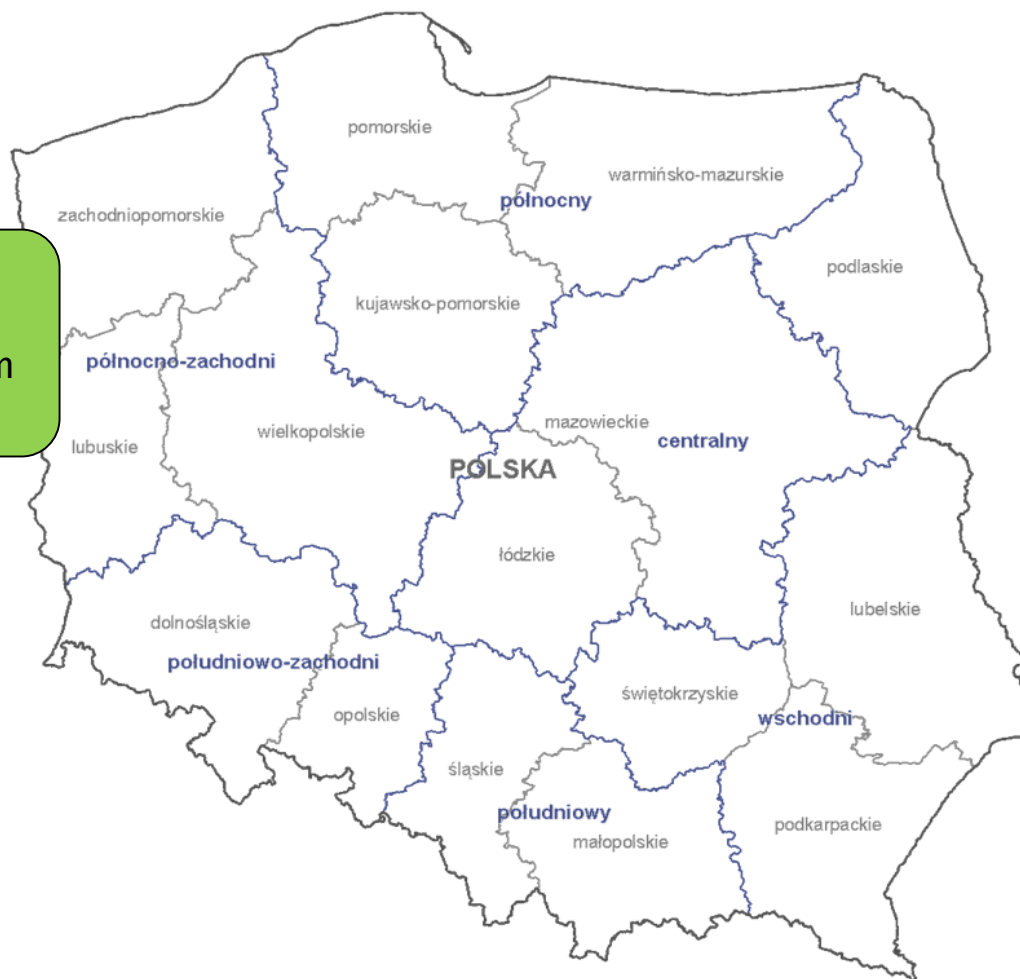 pomorskie
warmińsko-mazurskie
północny
zachodniopomorskie
podlaskie
kujawsko-pomorskie
północno-zachodni
m
mazowieckie
wielkopolskie
centralny
lubuskie
POLSKA
łódzkie
lubelskie
dolnośląskie
południowo-zachodni
świętokrzyskie
opolskie
wschodni
śląskie
południowy
podkarpackie
małopolskie